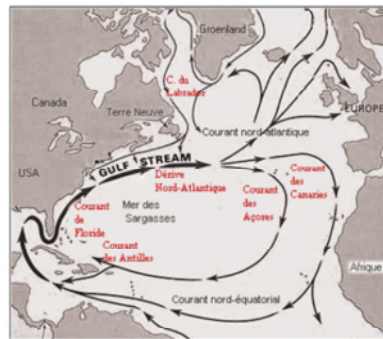 Groenland
C. du
Labrador
Canada
Terre Neuve
EUROPE
Courant nord-atlantique
USA
GULF STREAM
Dérive
Nord-Atlantique
Courant
de
Floride
Mer des
Sargasses
Courant
des
Açores
Courant
des
Canaries
Courant
des Antilles
Afrique
Courant nord-équatorial